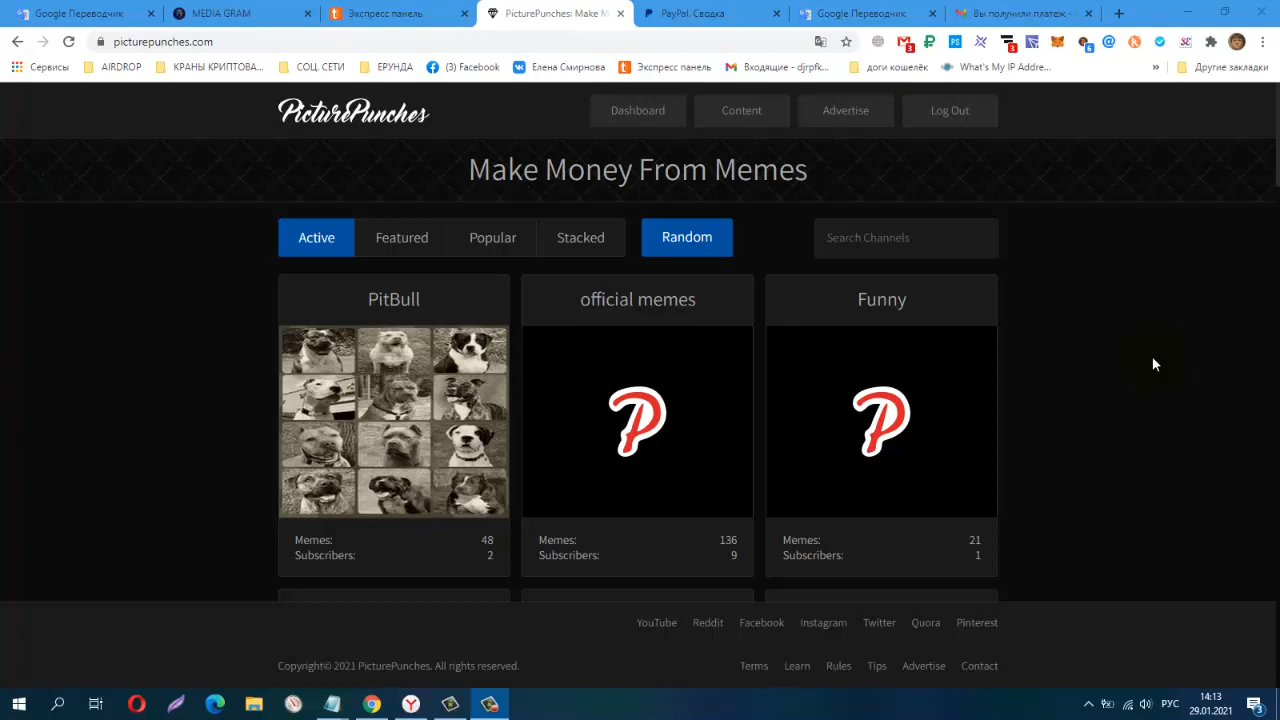 Google Переводчик
MEDIA GRAM
Экспресс панель
PicturePunches: Make M
PayPal. Сводка
Google Переводчик
Вы получили платеж -
picturepunches.com
Сервисы
AIRDROP
КРАНЫ КРИПТОВА...
СОЦ СЕТИ
ЕРУНДА
(3) Facebook
Елена Смирнова
Экспресс панель
Входящие - djrpfk...
доги кошелёк
What's My IP Addre...
»
Другие закладки
PicturePunches
Dashboard
Content
Advertise
Log Out
Make Money From Memes
Active
Featured
Popular
Stacked
Random
Search Channels
PitBull
official memes
Funny
P
P
Memes: 48
Subscribers: 2
Memes: 136
Subscribers: 9
Memes: 21
Subscribers: 1
YouTube Reddit Facebook Instagram Twitter Quora Pinterest
Copyright© 2021 PicturePunches. All rights reserved.
Terms Learn Rules Tips Advertise Contact
РУС
14:13
29.01.2021
3